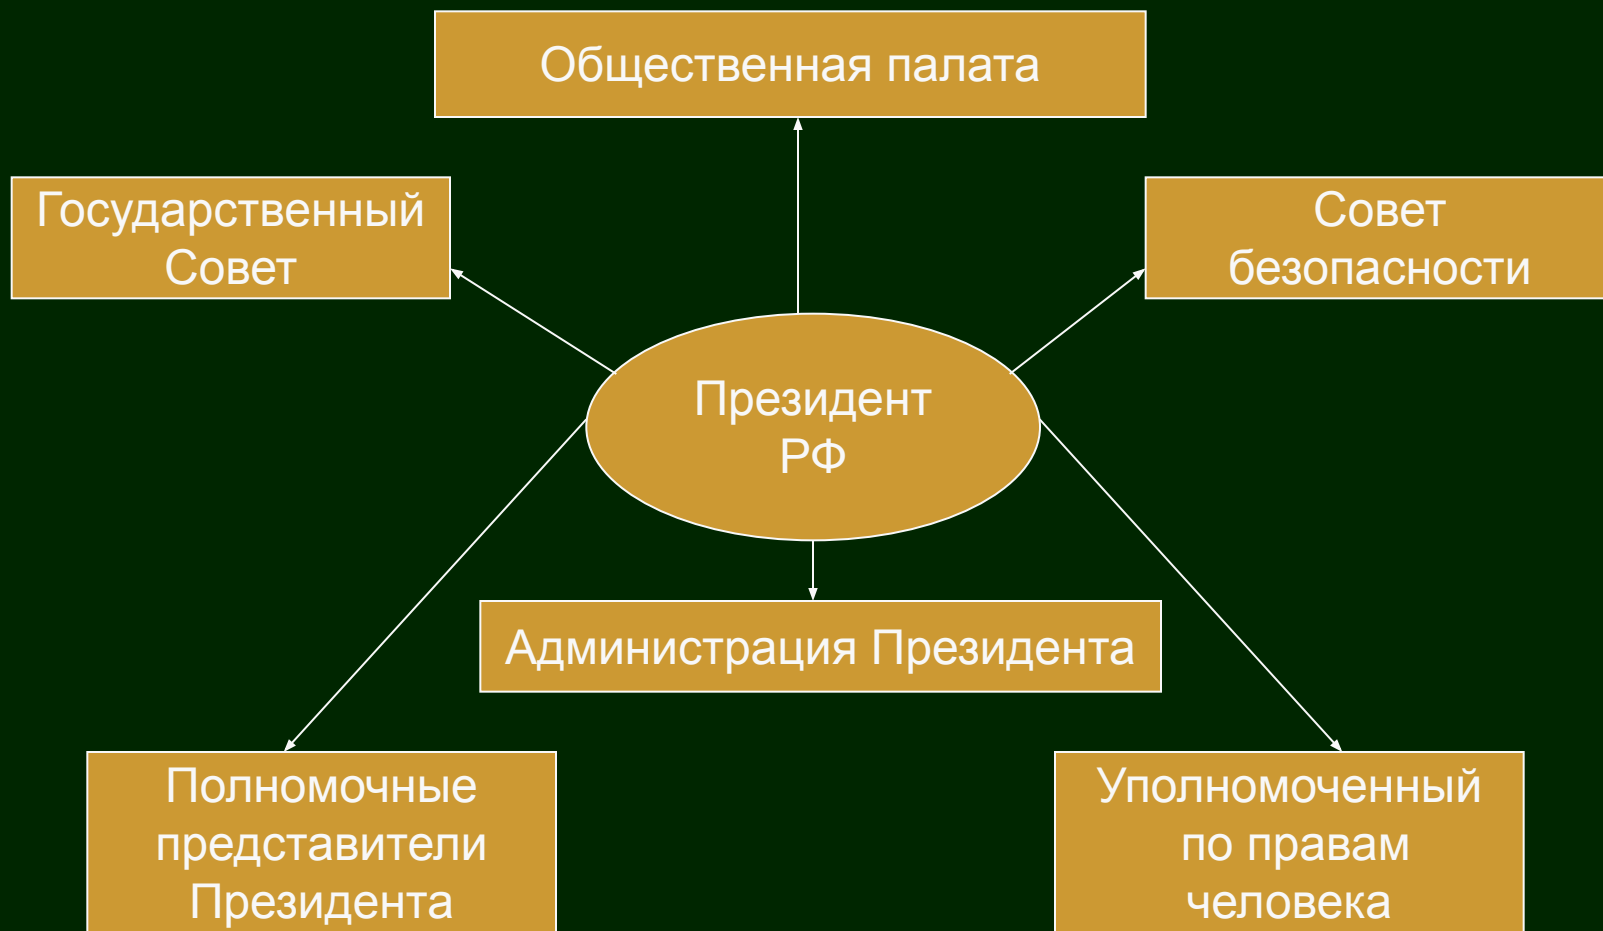 Общественная палата
Государственный
Совет
Совет
безопасности
Президент
РФ
Администрация Президента
Полномочные
представители
Президента
Уполномоченный
по правам
человека